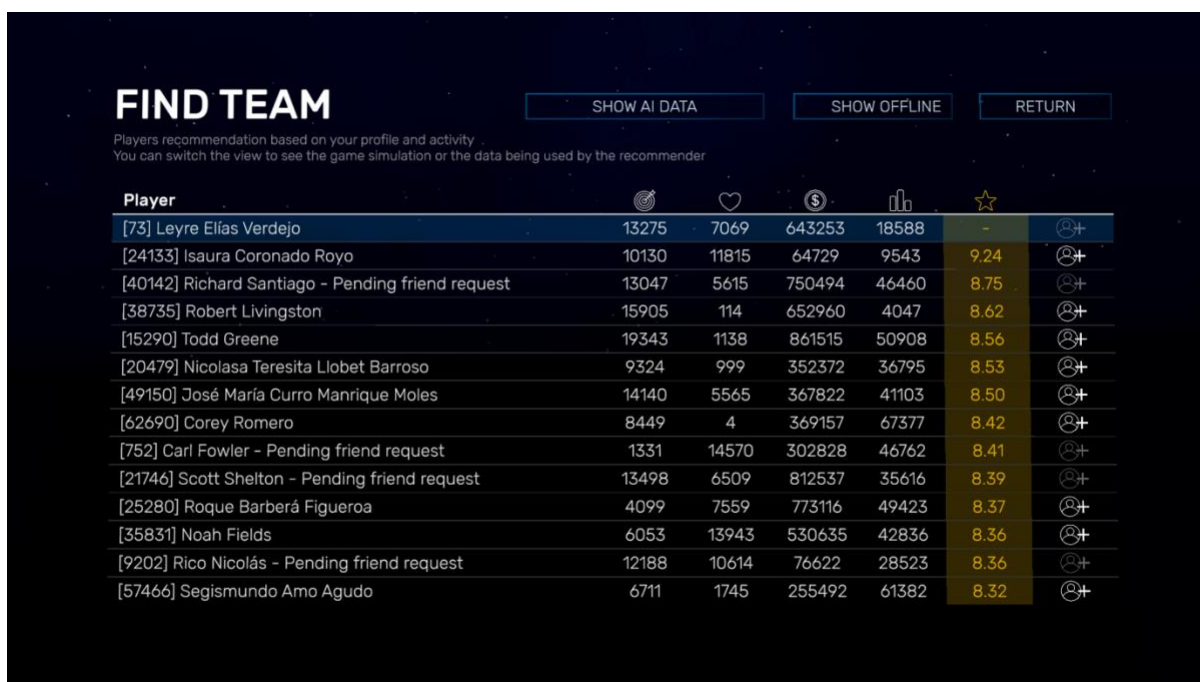 FIND TEAM
SHOW AI DATA
SHOW OFFLINE
RETURN
Players recommendation based on your profile and activity
You can switch the view to see the game simulation or the data being used by the recommender
Player
[73] Leyre Elías Verdejo 13275 7069 643253 18588 -
[24133] Isaura Coronado Royo 10130 11815 64729 9543 9.24
[40142] Richard Santiago - Pending friend request 13047 5615 750494 46460 8.75
[38735] Robert Livingston 15905 114 652960 4047 8.62
[15290] Todd Greene 19343 1138 861515 50908 8.56
[20479] Nicolasa Teresita Llobet Barroso 9324 999 352372 36795 8.53
[49150] José María Curro Manrique Moles 14140 5565 367822 41103 8.50
[62690] Corey Romero 8449 4 369157 67377 8.42
[752] Carl Fowler - Pending friend request 1331 14570 302828 46762 8.41
[21746] Scott Shelton - Pending friend request 13498 6509 812537 35616 8.39
[25280] Roque Barberá Figueroa 4099 7559 773116 49423 8.37
[35831] Noah Fields 6053 13943 530635 42836 8.36
[9202] Rico Nicolás - Pending friend request 12188 10614 76622 28523 8.36
[57466] Segismundo Amo Agudo 6711 1745 255492 61382 8.32